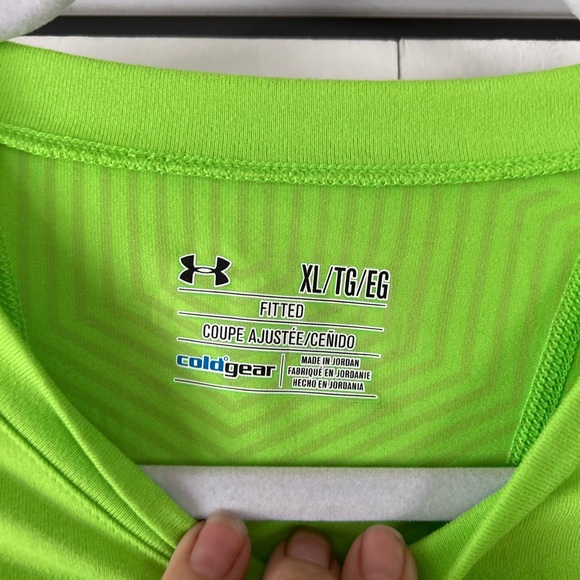 XL/TG/EG
FITTED
COUPE AJUSTÉE/CEÑIDO
coldgear
MADE IN JORDAN
FABRIQUÉ EN JORDANIE
HECHO EN JORDANIA